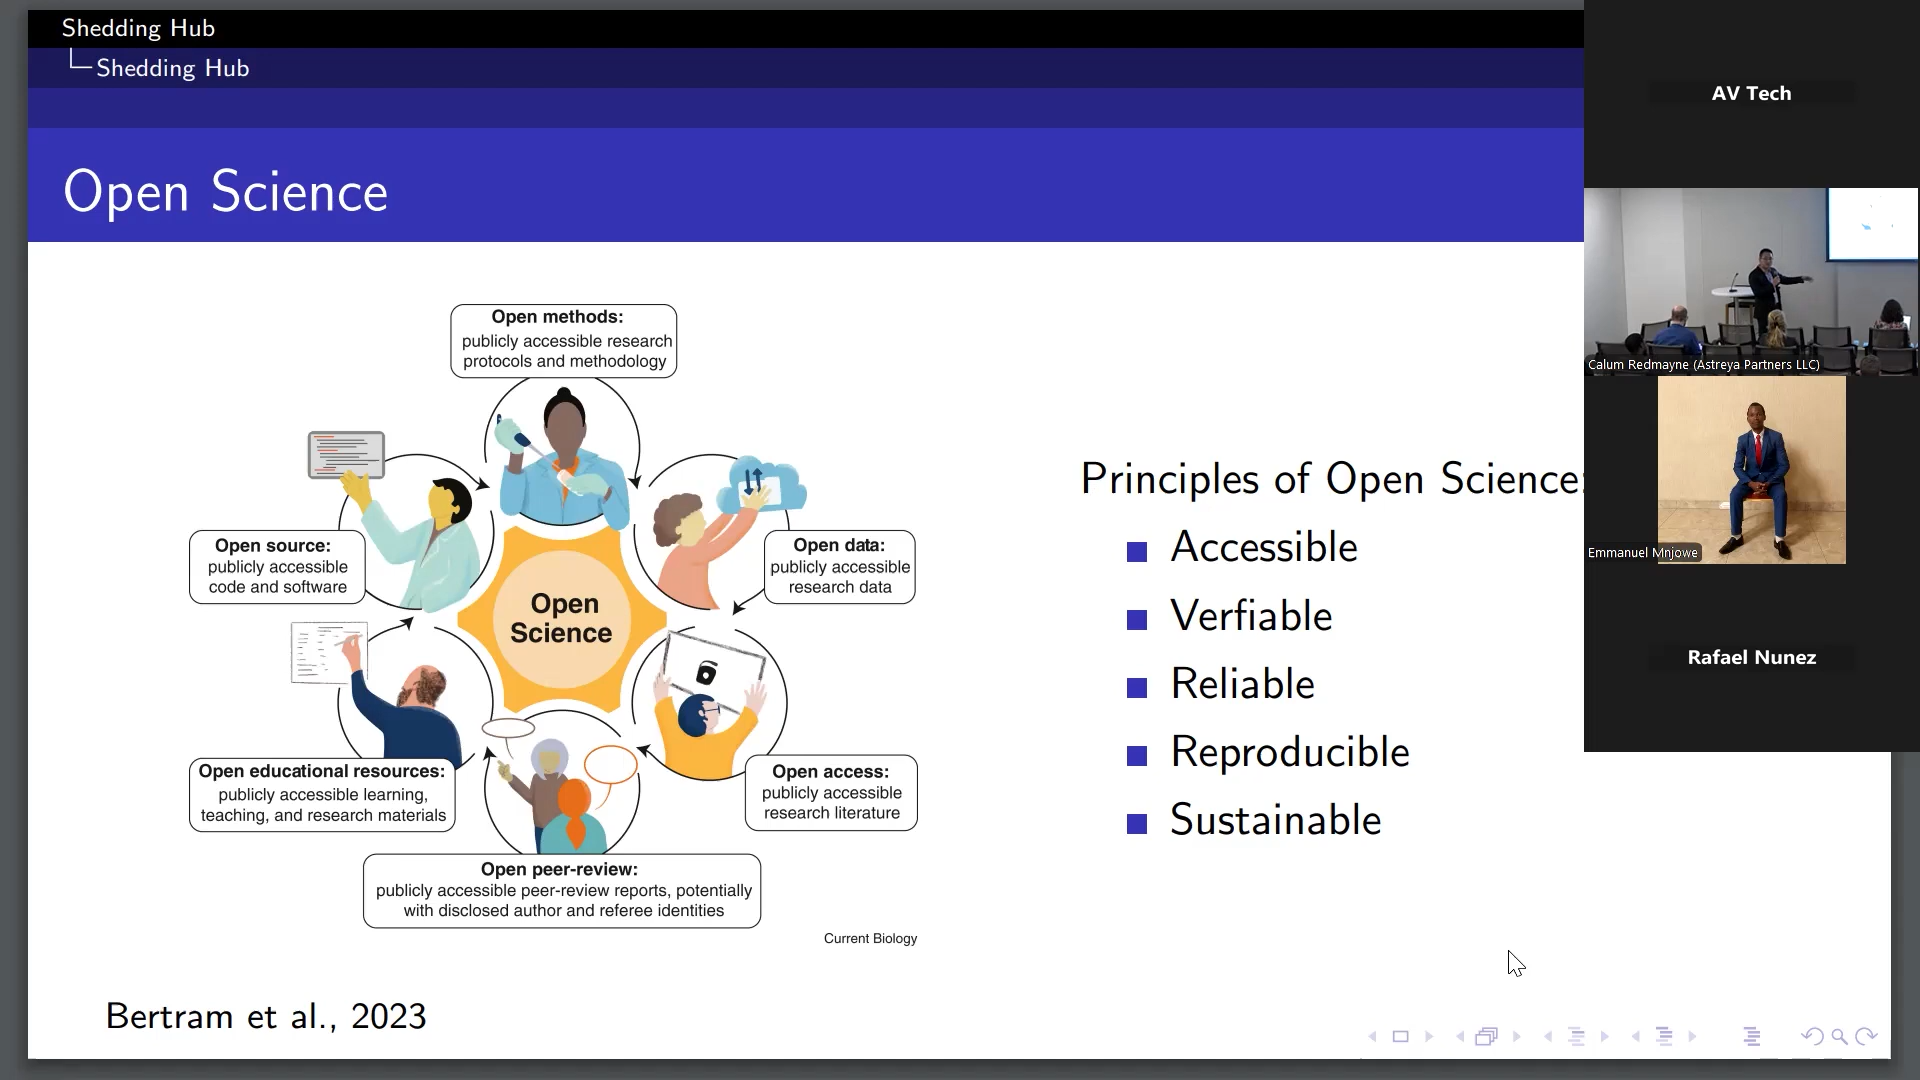 Shedding Hub
Shedding Hub
Open Science
Open methods:
publicly accessible research
protocols and methodology
Open source:
publicly accessible
code and software
Open data:
publicly accessible
research data
Open
Science
Open educational resources:
publicly accessible learning,
teaching, and research materials
Open access:
publicly accessible
research literature
Open peer-review:
publicly accessible peer-review reports, potentially
with disclosed author and referee identities
Current Biology
Bertram et al., 2023
Principles of Open Science:
Accessible
Verfiable
Reliable
Reproducible
Sustainable
AV Tech
Calum Redmayne (Astreya Partners LLC)
Emmanuel Mnjowe
Rafael Nunez